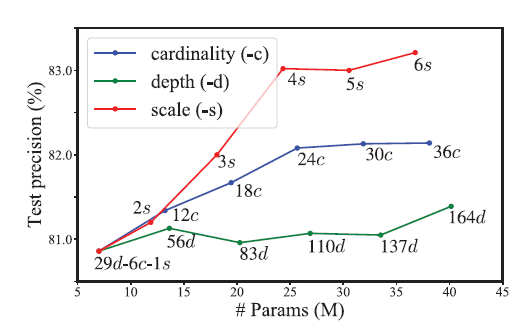 cardinality (-c)
depth (-d)
scale (-s)
Test precision (%)
83.0
82.0
81.0
4s
5s
6s
3s
24c
30c
36c
18c
2s
12c
56d
83d
110d
137d
164d
29d-6c-1s
5
10
15
20
25
30
35
40
45
# Params (M)